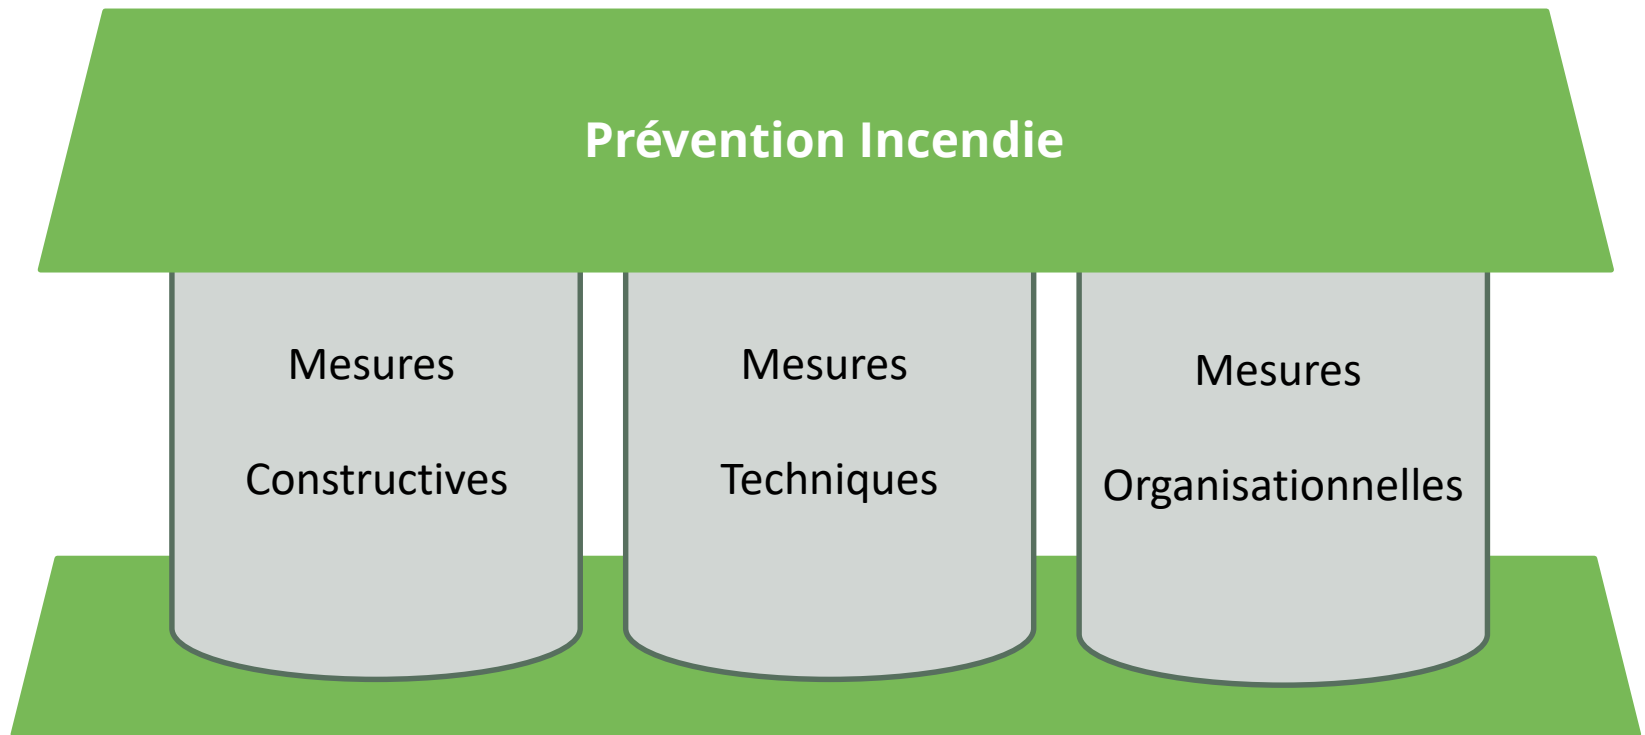 Prévention Incendie
Mesures
Constructives
Mesures
Techniques
Mesures
Organisationnelles